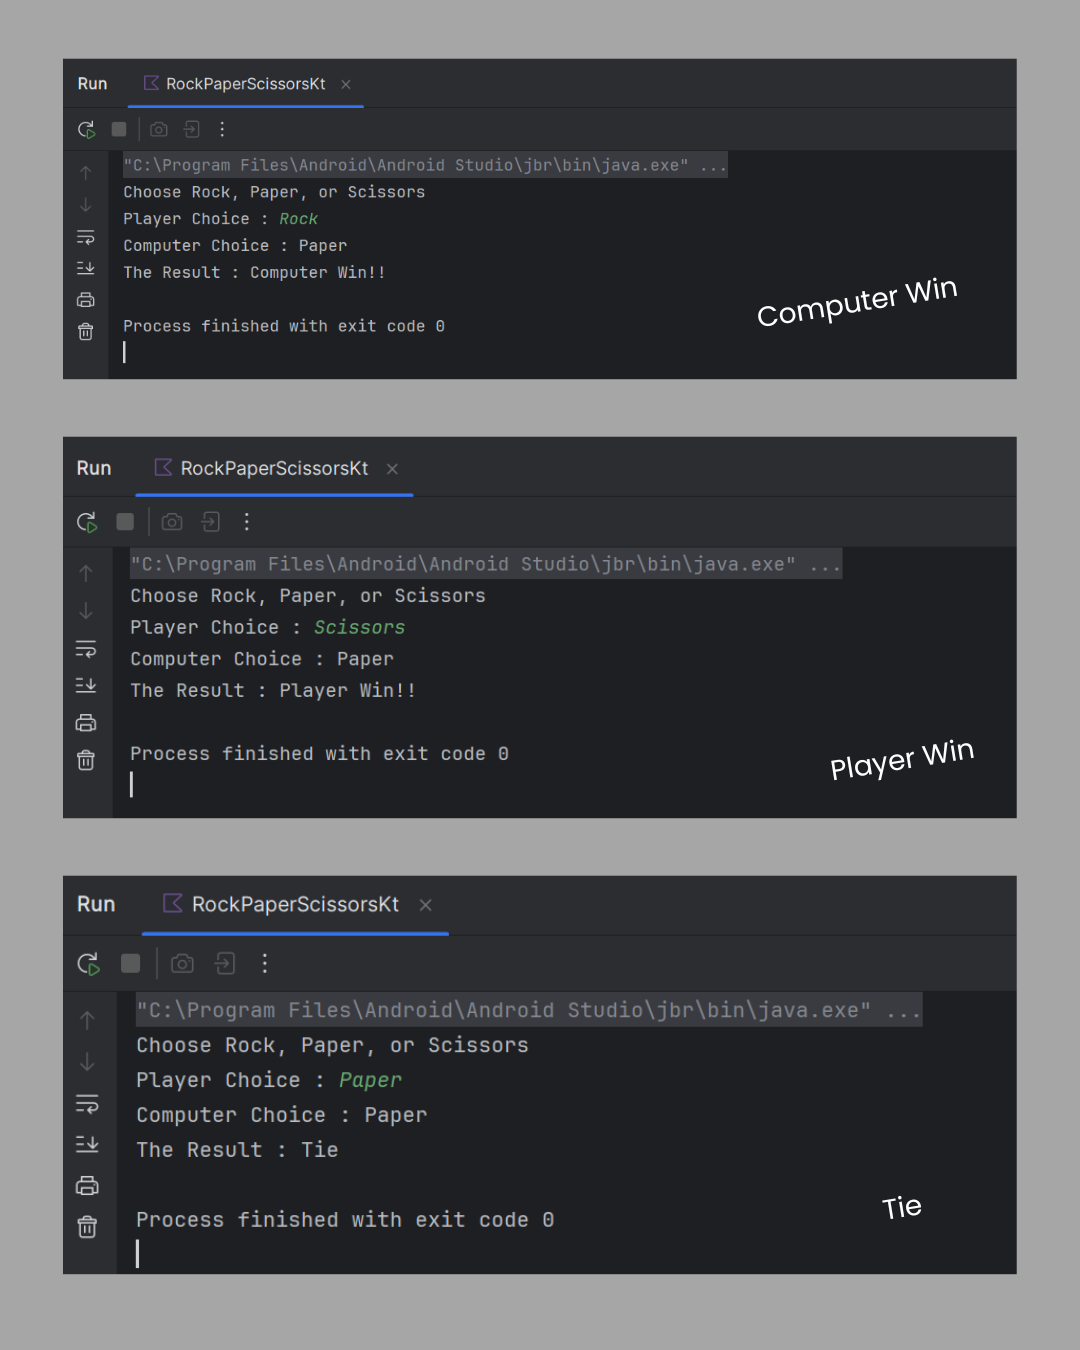 Run RockPaperScissorsKt
"C:\Program Files\Android\Android Studio\jbr\bin\java.exe" ...
Choose Rock, Paper, or Scissors
Player Choice : Rock
Computer Choice : Paper
The Result : Computer Win!!
Process finished with exit code 0
Computer Win
Run RockPaperScissorsKt
"C:\Program Files\Android\Android Studio\jbr\bin\java.exe" ...
Choose Rock, Paper, or Scissors
Player Choice : Scissors
Computer Choice : Paper
The Result : Player Win!!
Process finished with exit code 0
Player Win
Run RockPaperScissorsKt
"C:\Program Files\Android\Android Studio\jbr\bin\java.exe" ...
Choose Rock, Paper, or Scissors
Player Choice : Paper
Computer Choice : Paper
The Result : Tie
Process finished with exit code 0
Tie